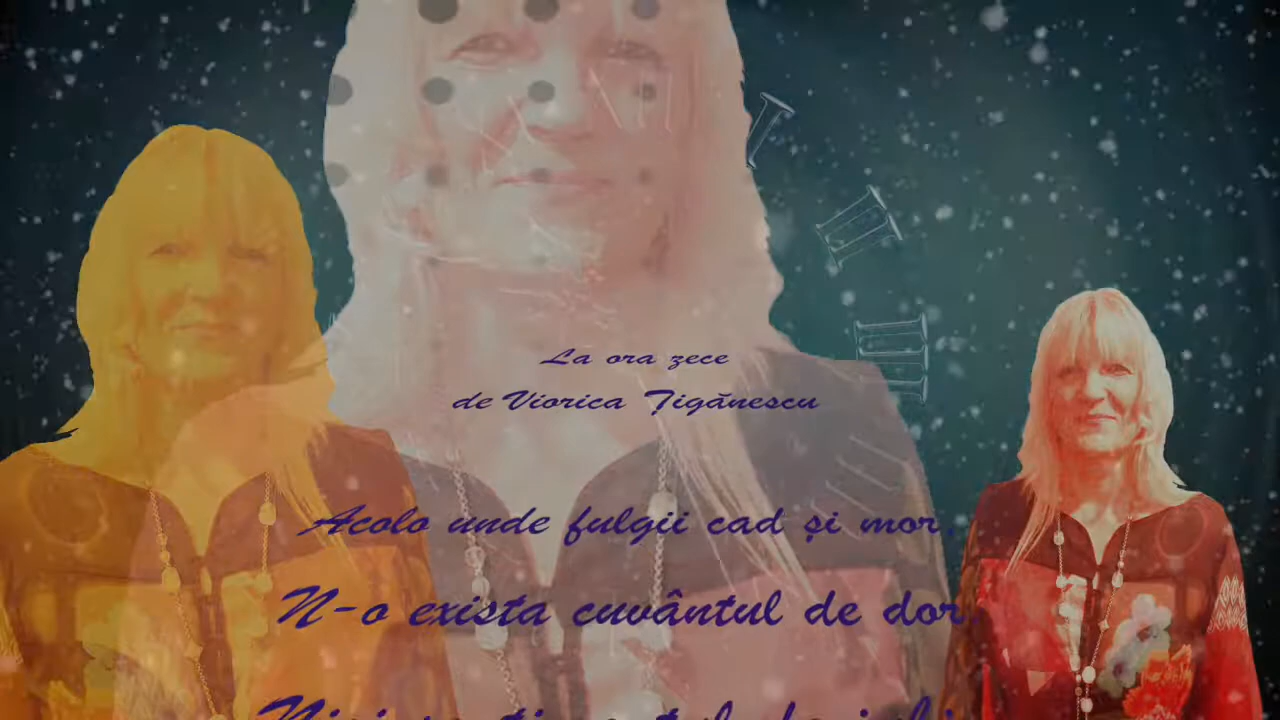 La ora zece
de Viorica Țigănescu
Acolo unde fulgii cad și mor.
N-o exista cuvântul de dor.